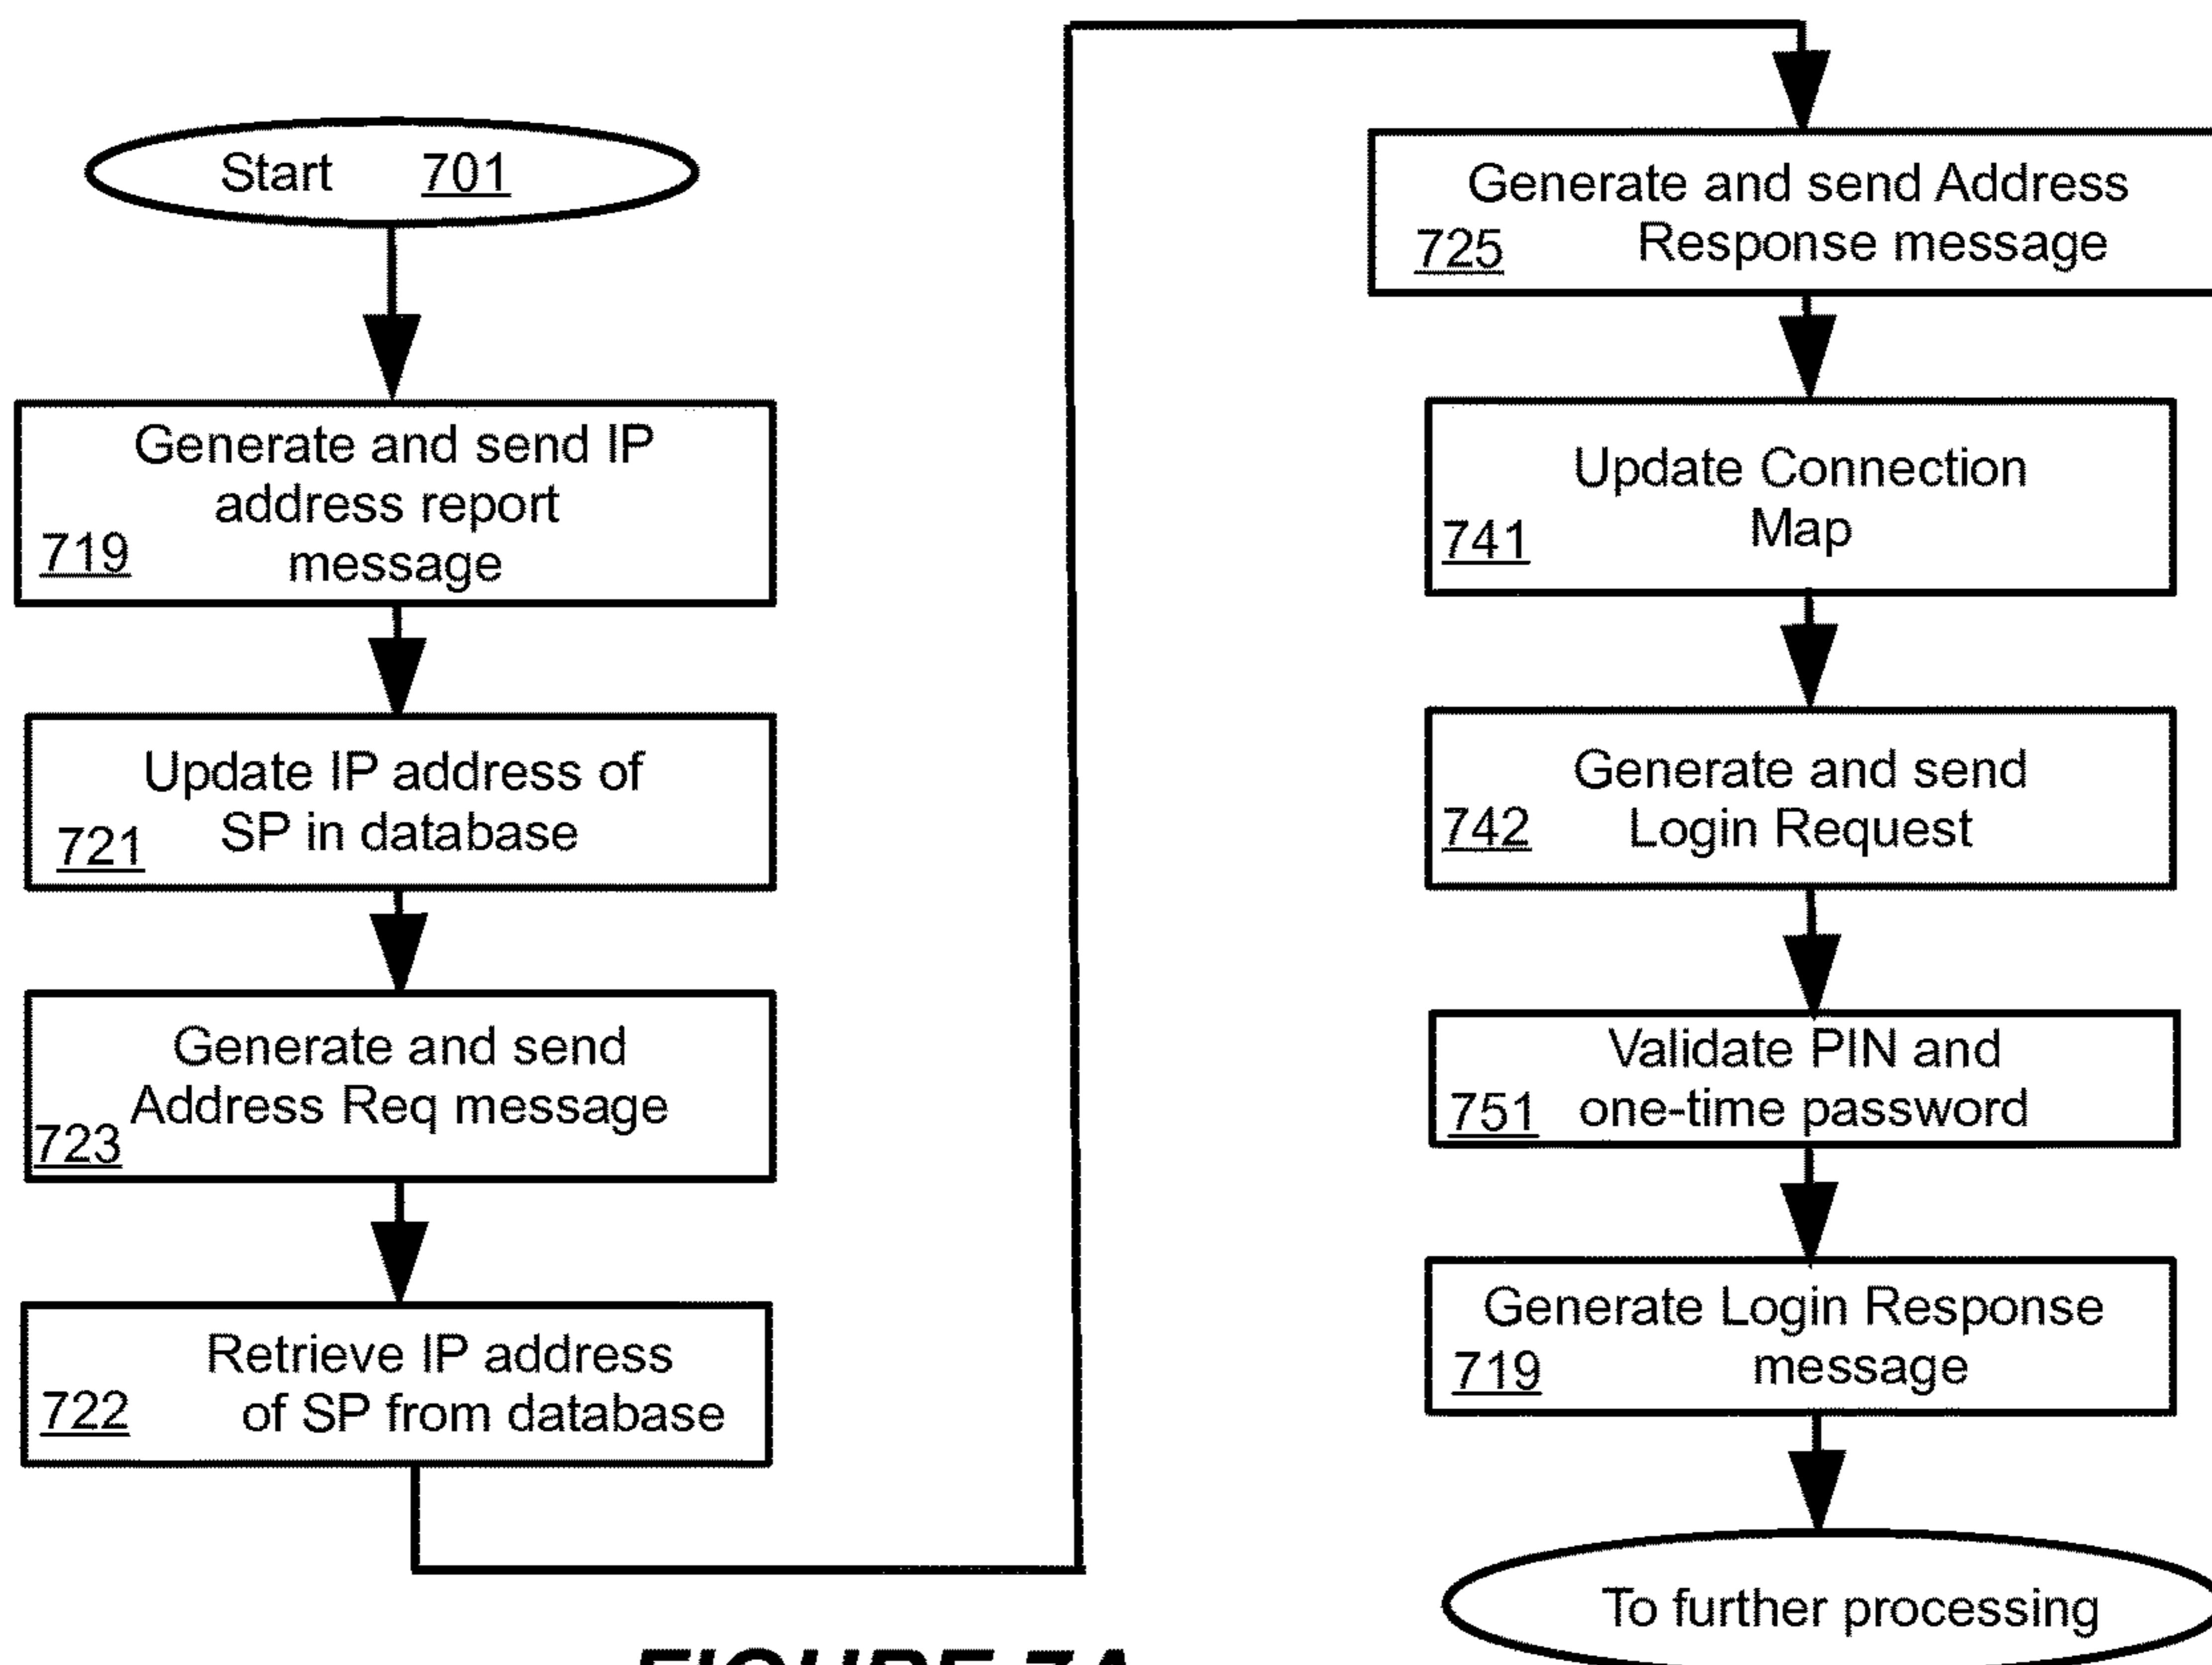 Start 701
Generate and send IP
address report
719 message
Update IP address of
721 SP in database
Generate and send
Address Req message
723
Retrieve IP address
722 of SP from database
Generate and send Address
725 Response message
Update Connection
741 Map
Generate and send
742 Login Request
Validate PIN and
751 one-time password
Generate Login Response
719 message
To further processing
FIGURE 7A